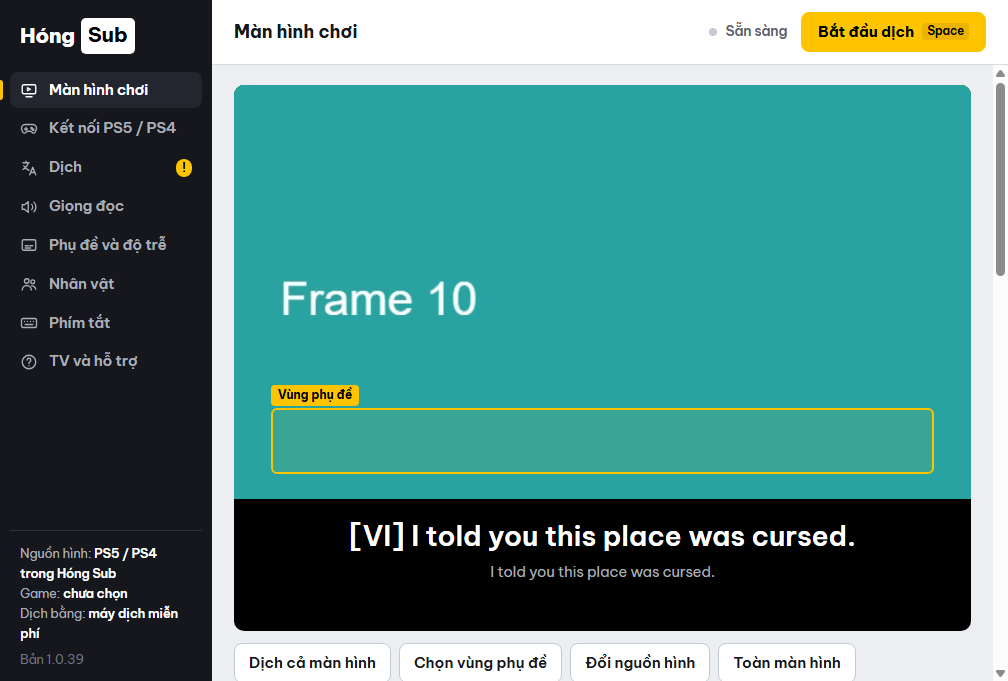 Hóng Sub
Màn hình chơi
Kết nối PS5 / PS4
Dịch
!
Giọng đọc
Phụ đề và độ trễ
Nhân vật
Phím tắt
TV và hỗ trợ
Nguồn hình: PS5 / PS4
trong Hóng Sub
Game: chưa chọn
Dịch bằng: máy dịch miễn
phí
Bản 1.0.39
Màn hình chơi
Sẵn sàng
Bắt đầu dịch Space
Frame 10
Vùng phụ đề
[VI] I told you this place was cursed.
I told you this place was cursed.
Dịch cả màn hình
Chọn vùng phụ đề
Đổi nguồn hình
Toàn màn hình